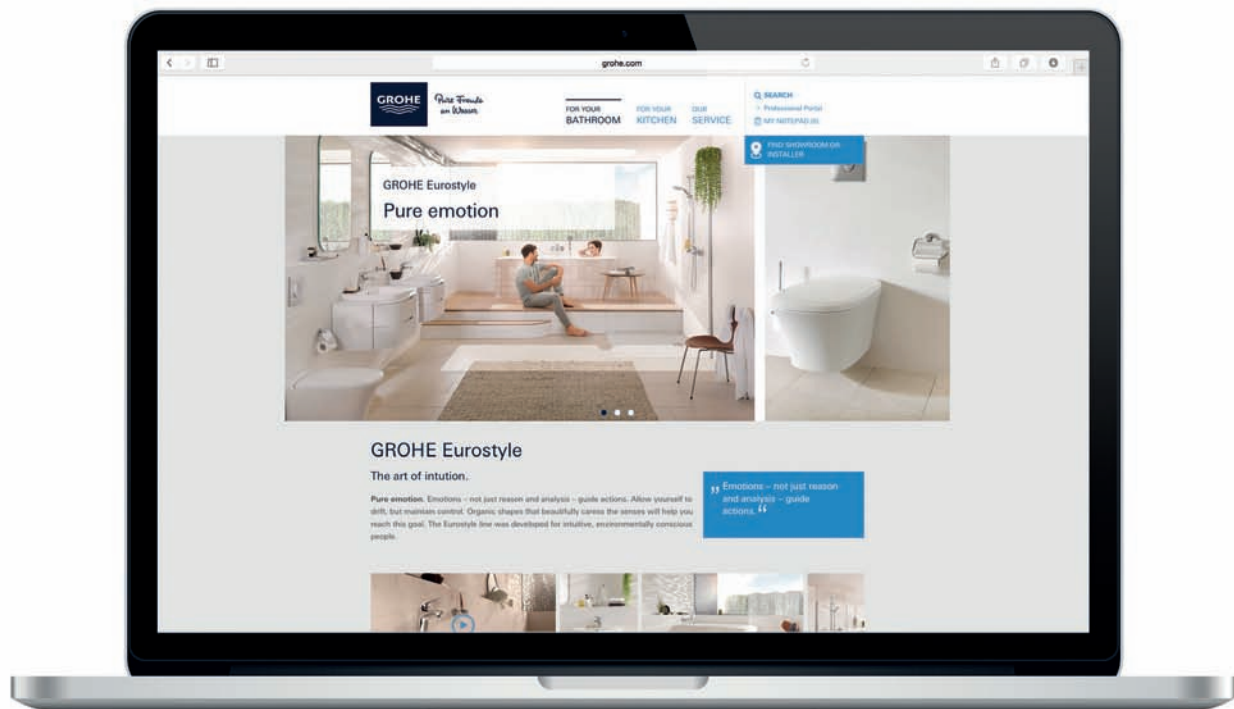 grohe.com
GROHE
Pure Freude
an Wasser
FOR YOUR
BATHROOM
FOR YOUR
KITCHEN
OUR
SERVICE
SEARCH
> Professional Portal
MY NOTEPAD (0)
FIND SHOWROOM OR
INSTALLER
GROHE Eurostyle
Pure emotion
GROHE Eurostyle
The art of intution.
Pure emotion. Emotions – not just reason and analysis – guide actions. Allow yourself to
drift, but maintain control. Organic shapes that beautifully caress the senses will help you
reach this goal. The Eurostyle line was developed for intuitive, environmentally conscious
people.
„ Emotions – not just reason
and analysis – guide
actions. “